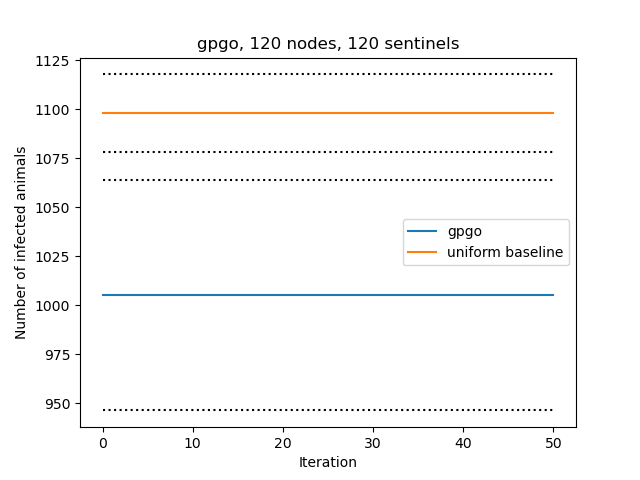 gpgo, 120 nodes, 120 sentinels
1125
1100
1075
1050
1025
1000
975
950
Number of infected animals
gpgo
uniform baseline
0
10
20
30
40
50
Iteration